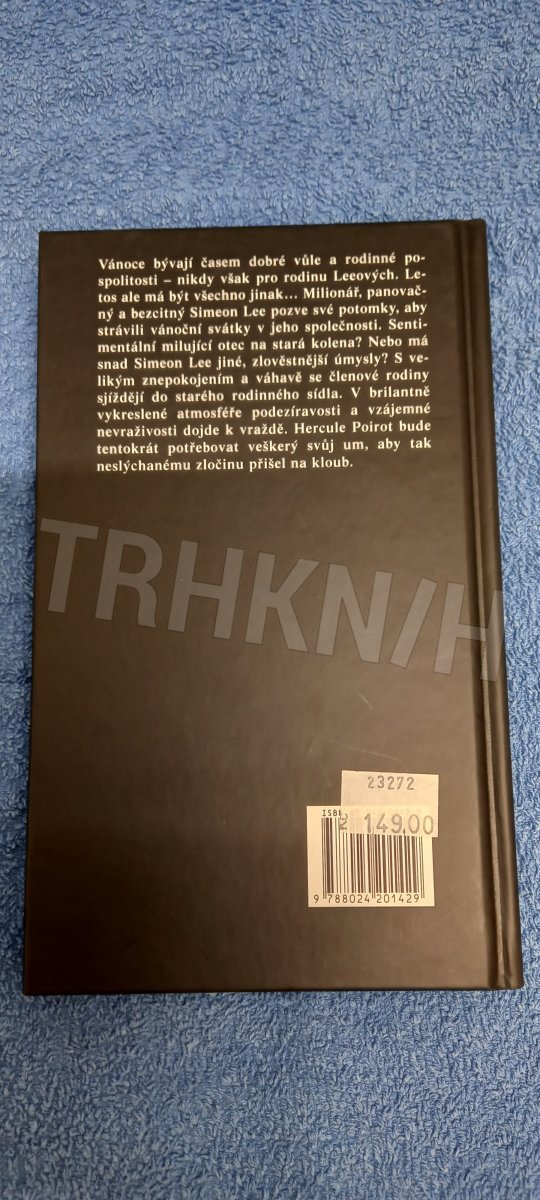 Vánoce bývají časem dobré vůle a rodinné po-
spolitosti – nikdy však pro rodinu Leeových. Le-
tos ale má být všechno jinak... Milionář, panovač-
ný a bezcitný Simeon Lee pozve své potomky, aby
strávili vánoční svátky v jeho společnosti. Senti-
mentální milující otec na stará kolena? Nebo má
snad Simeon Lee jiné, zlověstnější úmysly? S ve-
likým znepokojením a váhavě se členové rodiny
sjíždějí do starého rodinného sídla. V brilantně
vykreslené atmosféře podezíravosti a vzájemné
nevraživosti dojde k vraždě. Hercule Poirot bude
tentokrát potřebovat veškerý svůj um, aby tak
neslýchanému zločinu přišel na kloub.
TRHKNIH
23272
ISBN
149.00
9 788024 201429